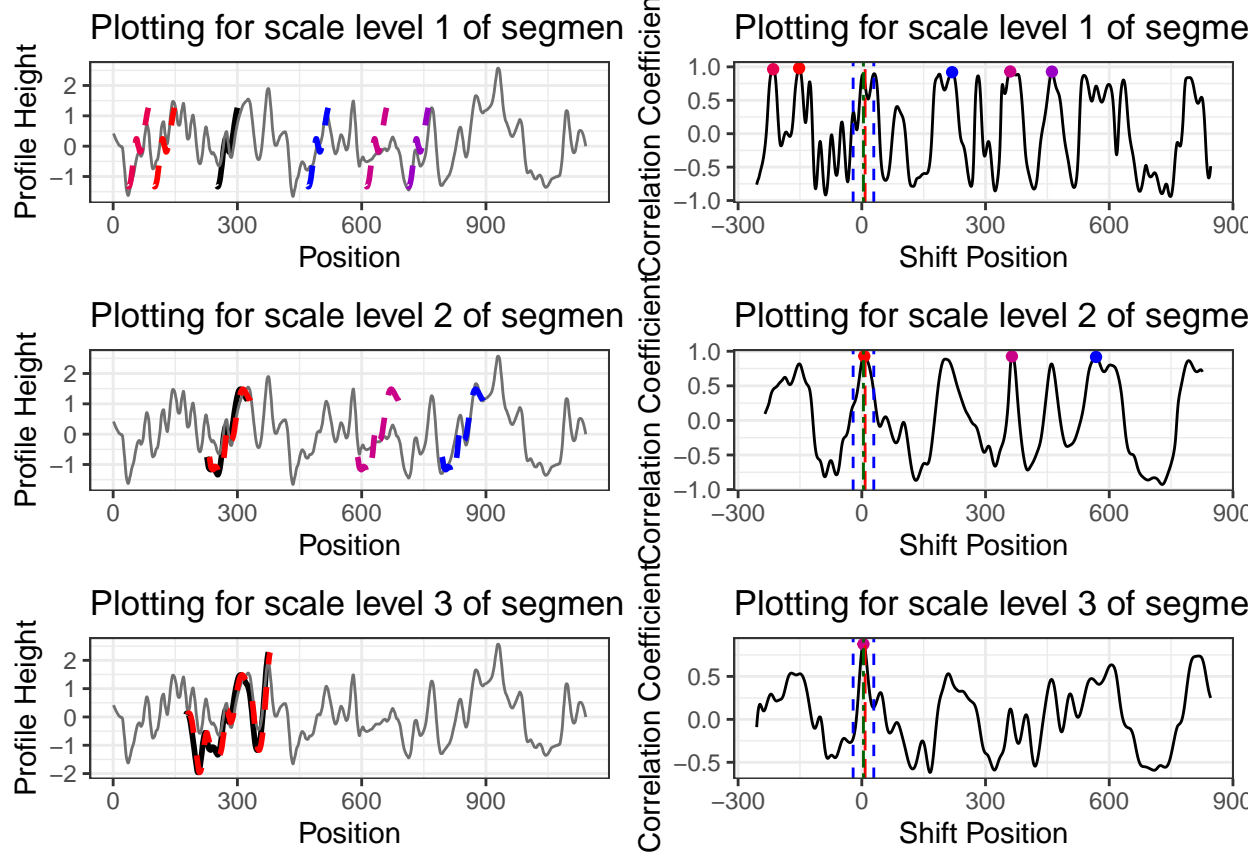 Plotting for scale level 1 of segmen
Profile Height
2
1
0
−1
0
300
600
900
Position
Plotting for scale level 1 of segme
Correlation Coefficien
1.0
0.5
0.0
−0.5
−1.0
−300
0
300
600
900
Shift Position
Plotting for scale level 2 of segmen
Profile Height
2
1
0
−1
0
300
600
900
Position
Plotting for scale level 2 of segme
Correlation Coefficient
1.0
0.5
0.0
−0.5
−1.0
−300
0
300
600
900
Shift Position
Plotting for scale level 3 of segmen
Profile Height
2
1
0
−1
−2
0
300
600
900
Position
Plotting for scale level 3 of segme
Correlation Coefficient
0.5
0.0
−0.5
−300
0
300
600
900
Shift Position